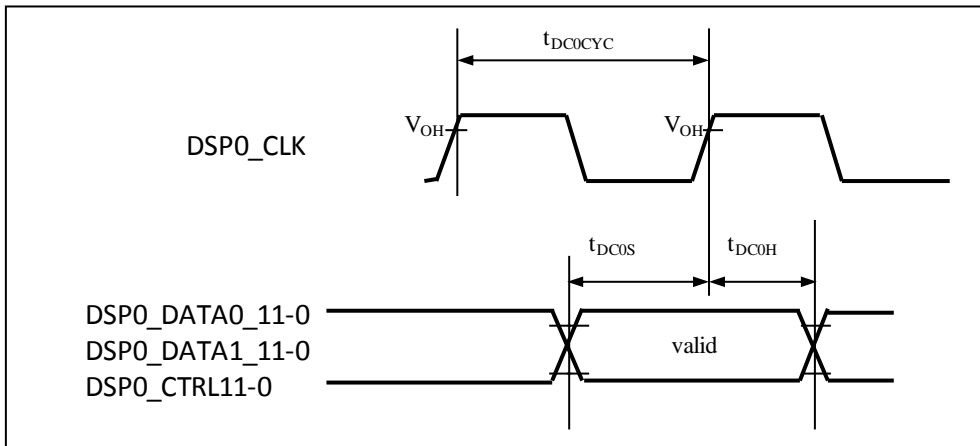 tDC0CYC
VOH
VOH
DSP0_CLK
tDC0S
tDC0H
DSP0_DATA0_11-0
DSP0_DATA1_11-0
valid
DSP0_CTRL11-0